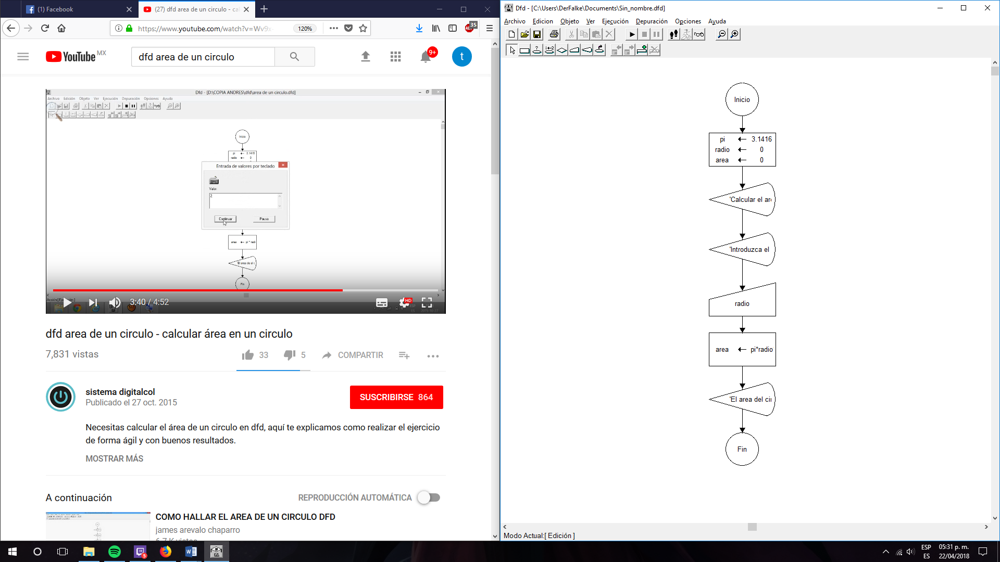 (1) Facebook
(27) dfd area de un circulo - cal
https://www.youtube.com/watch?v=Wv9x-
120%
35
YouTube MX
dfd area de un circulo
9+
t
Dfd - [D:\COPIA ANDRES\dfd\area de un circulo.dfd]
Archivo Edición Objeto Ver Ejecución Depuración Opciones Ayuda
Inicio
pi 3.1416
radio 0
Entrada de valores por teclado
Valor:
2
Continuar Pausa
area pi * radi
'El area de el c
Fin
3:40 / 4:52
HD
dfd area de un circulo - calcular área en un circulo
7,831 vistas
33
5
COMPARTIR
sistema digitalcol
Publicado el 27 oct. 2015
SUSCRIBIRSE 864
Necesitas calcular el área de un circulo en dfd, aquí te explicamos como realizar el ejercicio
de forma ágil y con buenos resultados.
MOSTRAR MÁS
A continuación
REPRODUCCIÓN AUTOMÁTICA
COMO HALLAR EL AREA DE UN CIRCULO DFD
james arevalo chaparro
Dfd - [C:\Users\DerFalke\Documents\Sin_nombre.dfd]
Archivo Edicion Objeto Ver Ejecución Depuración Opciones Ayuda
Inicio
pi ← 3.1416
radio ← 0
area ← 0
'Calcular el are
'Introduzca el
radio
area ← pi*radio
'El area del cir
Fin
Modo Actual:[ Edición ]
5
ESP
ES
05:31 p. m.
22/04/2018